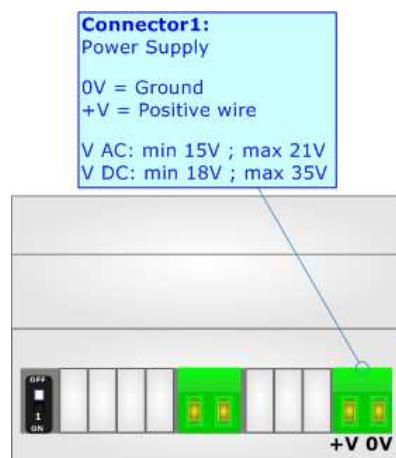 Connector1:
Power Supply
0V = Ground
+V = Positive wire
V AC: min 15V ; max 21V
V DC: min 18V ; max 35V
OFF
1
ON
+V 0V